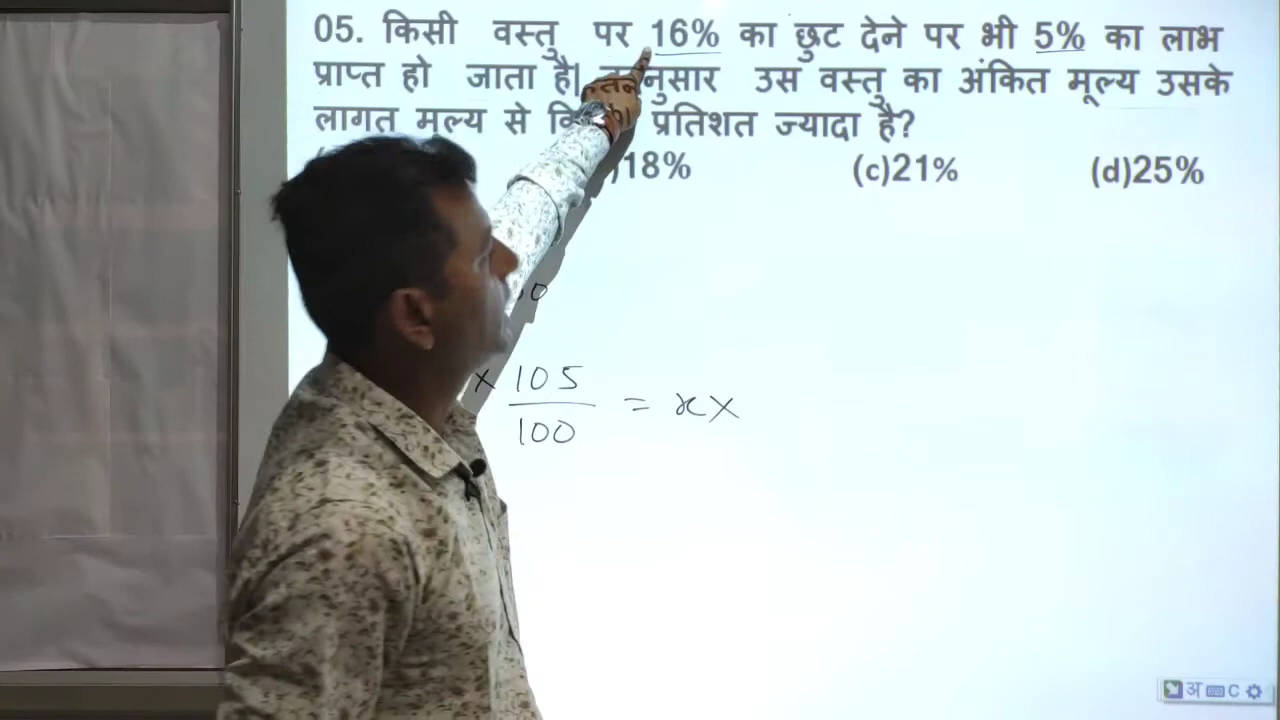 05. किसी वस्तु पर 16% का छुट देने पर भी 5% का लाभ
प्राप्त हो जाता है। उस वस्तु का अंकित मूल्य उसके
लागत मूल्य से प्रतिशत ज्यादा है?
18% (c)21% (d)25%
× 105
100
= x ×
अ C